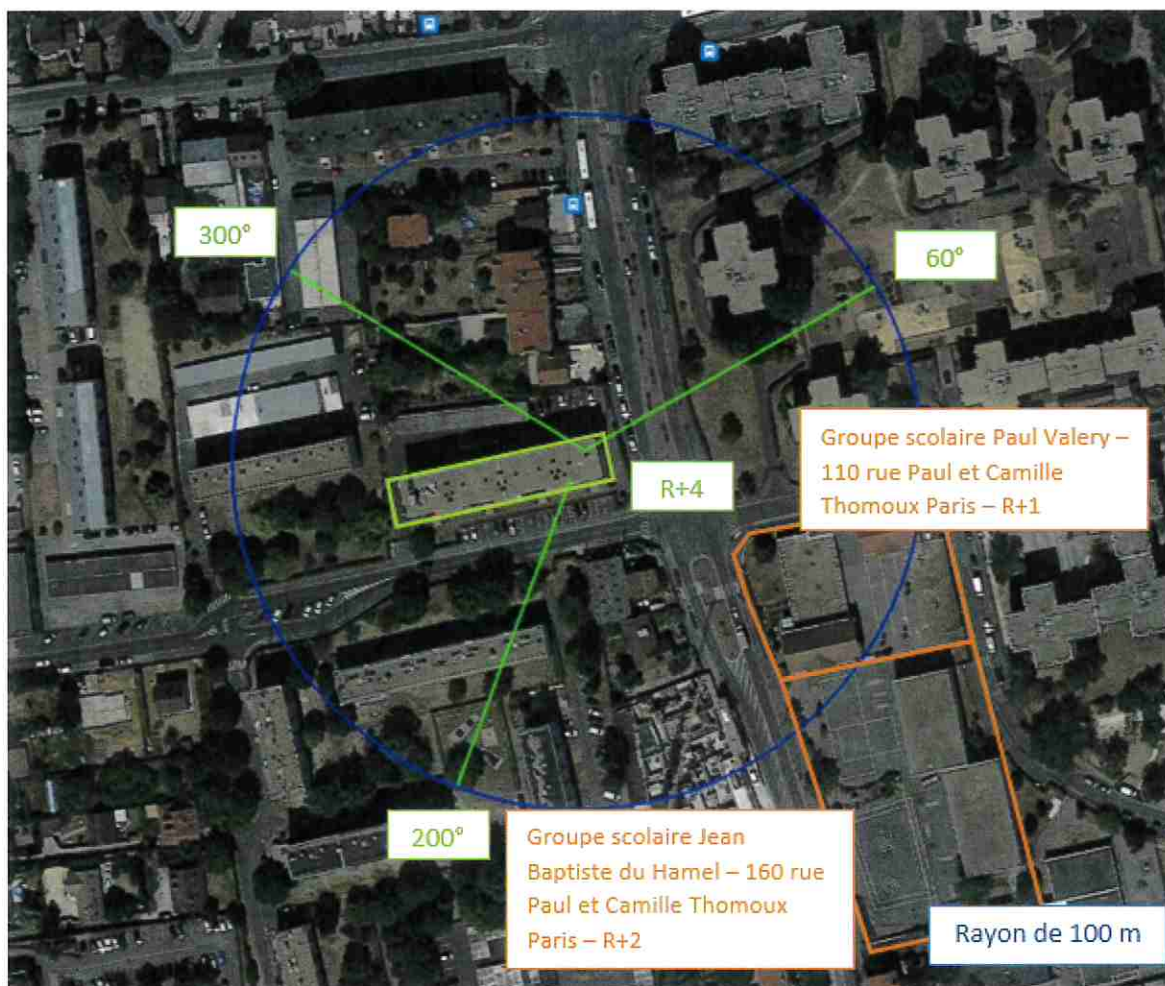 300°
60°
Groupe scolaire Paul Valery –
110 rue Paul et Camille
Thomoux Paris – R+1
R+4
200°
Groupe scolaire Jean
Baptiste du Hamel – 160 rue
Paul et Camille Thomoux
Paris – R+2
Rayon de 100 m